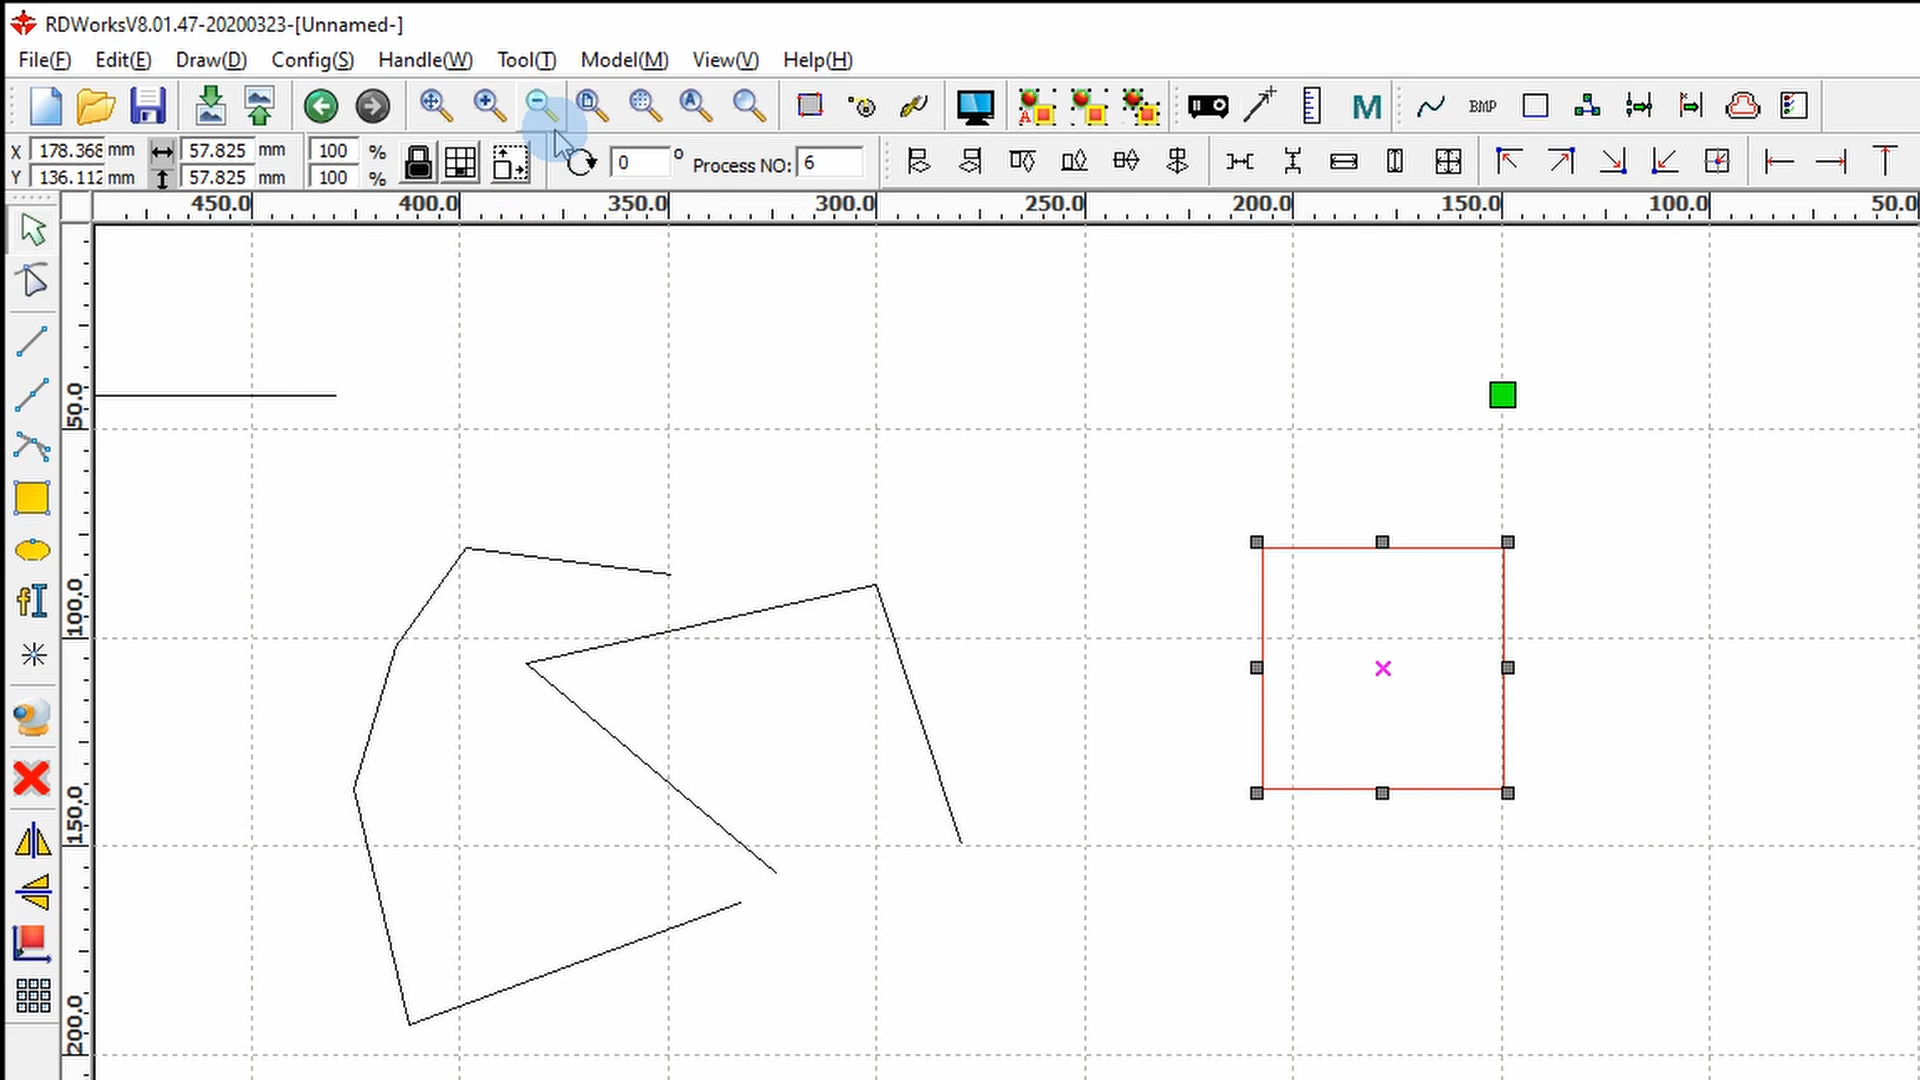 RDWorksV8.01.47-20200323-[Unnamed-]
File(F) Edit(E) Draw(D) Config(S) Handle(W) Tool(T) Model(M) View(V) Help(H)
A M BMP
X 178.368 mm 57.825 mm 100 %
Y 136.112 mm 57.825 mm 100 %
0 ° Process NO: 6
450.0 400.0 350.0 300.0 250.0 200.0 150.0 100.0 50.0
50.0
100.0
150.0
200.0